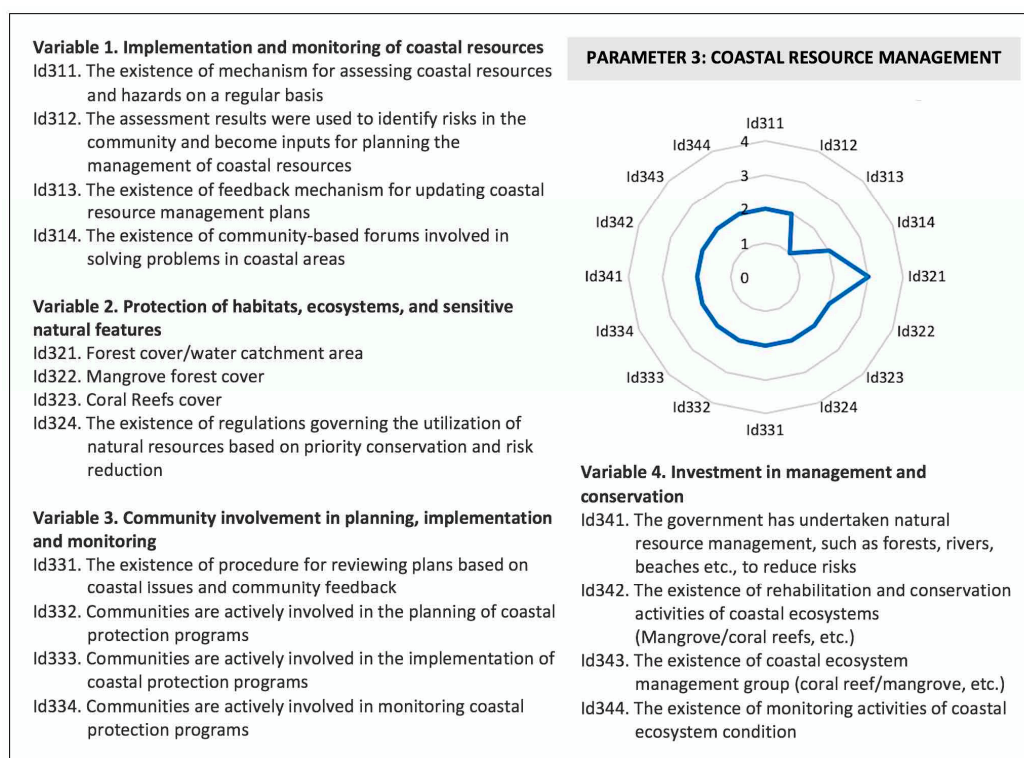 Variable 1. Implementation and monitoring of coastal resources
Id311. The existence of mechanism for assessing coastal resources
and hazards on a regular basis
Id312. The assessment results were used to identify risks in the
community and become inputs for planning the
management of coastal resources
Id313. The existence of feedback mechanism for updating coastal
resource management plans
Id314. The existence of community-based forums involved in
solving problems in coastal areas
Variable 2. Protection of habitats, ecosystems, and sensitive
natural features
Id321. Forest cover/water catchment area
Id322. Mangrove forest cover
Id323. Coral Reefs cover
Id324. The existence of regulations governing the utilization of
natural resources based on priority conservation and risk
reduction
Variable 3. Community involvement in planning, implementation
and monitoring
Id331. The existence of procedure for reviewing plans based on
coastal issues and community feedback
Id332. Communities are actively involved in the planning of coastal
protection programs
Id333. Communities are actively involved in the implementation of
coastal protection programs
Id334. Communities are actively involved in monitoring coastal
protection programs
PARAMETER 3: COASTAL RESOURCE MANAGEMENT
Id311
Id312
Id313
Id314
Id321
Id322
Id323
Id324
Id331
Id332
Id333
Id334
Id341
Id342
Id343
Id344
4
3
2
1
0
Variable 4. Investment in management and
conservation
Id341. The government has undertaken natural
resource management, such as forests, rivers,
beaches etc., to reduce risks
Id342. The existence of rehabilitation and conservation
activities of coastal ecosystems
(Mangrove/coral reefs, etc.)
Id343. The existence of coastal ecosystem
management group (coral reef/mangrove, etc.)
Id344. The existence of monitoring activities of coastal
ecosystem condition